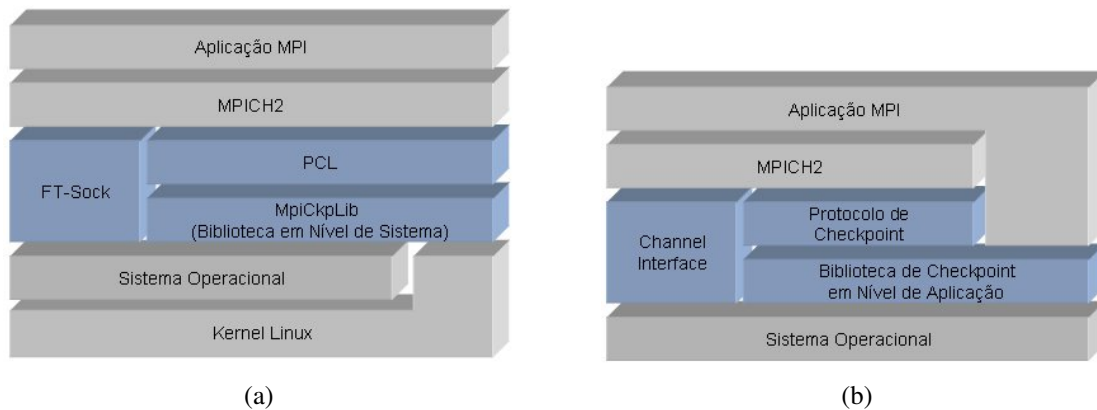 Aplicação MPI
MPICH2
FT-Sock
PCL
MpiCkpLib
(Biblioteca em Nível de Sistema)
Sistema Operacional
Kernel Linux
(a)
Aplicação MPI
MPICH2
Channel
Interface
Protocolo de
Checkpoint
Biblioteca de Checkpoint
em Nível de Aplicação
Sistema Operacional
(b)